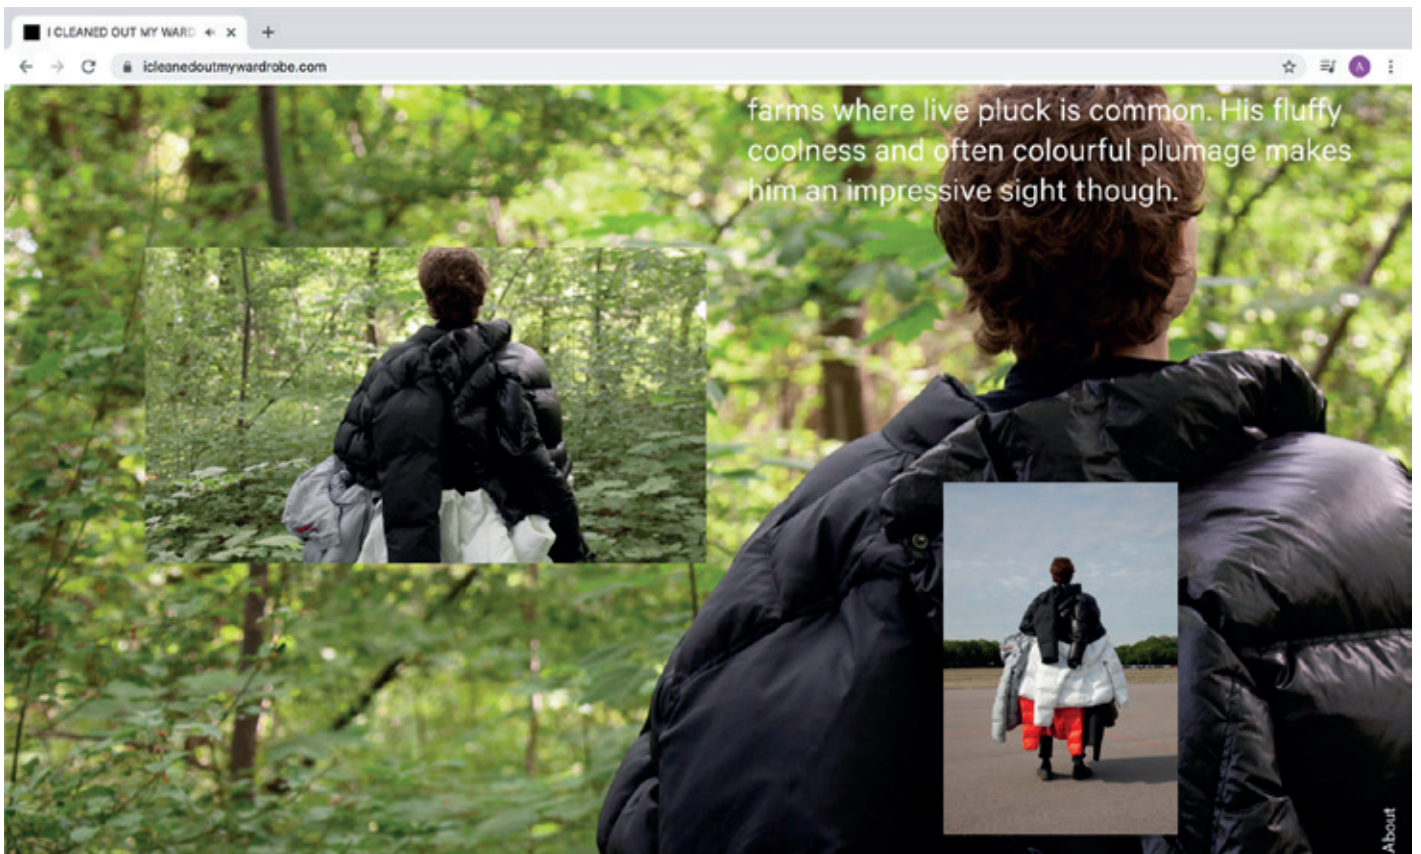 I CLEANED OUT MY WARD
icleanedoutmywardrobe.com
A
farms where live pluck is common. His fluffy
coolness and often colourful plumage makes
him an impressive sight though.
About